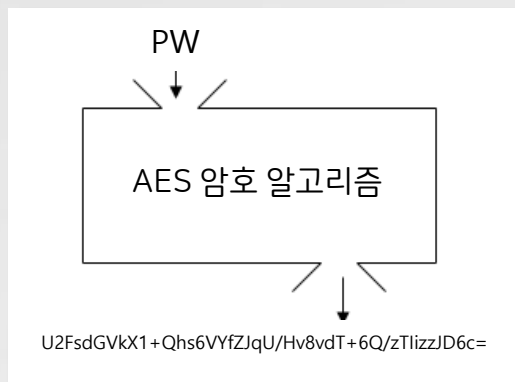 PW
AES 암호 알고리즘
U2FsdGVkX1+Qhs6VYfZJqU/Hv8vdT+6Q/zTIizzJD6c=